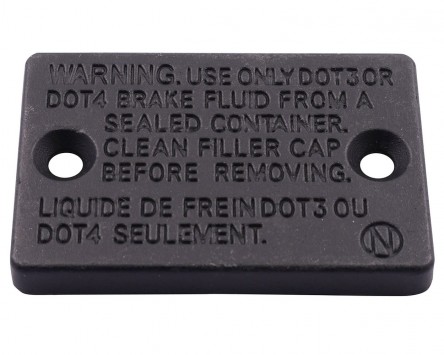 WARNING. USE ONLY DOT3 OR
DOT4 BRAKE FLUID FROM A
SEALED CONTAINER.
CLEAN FILLER CAP
BEFORE REMOVING.
LIQUIDE DE FREIN DOT3 OU
DOT4 SEULEMENT.
N